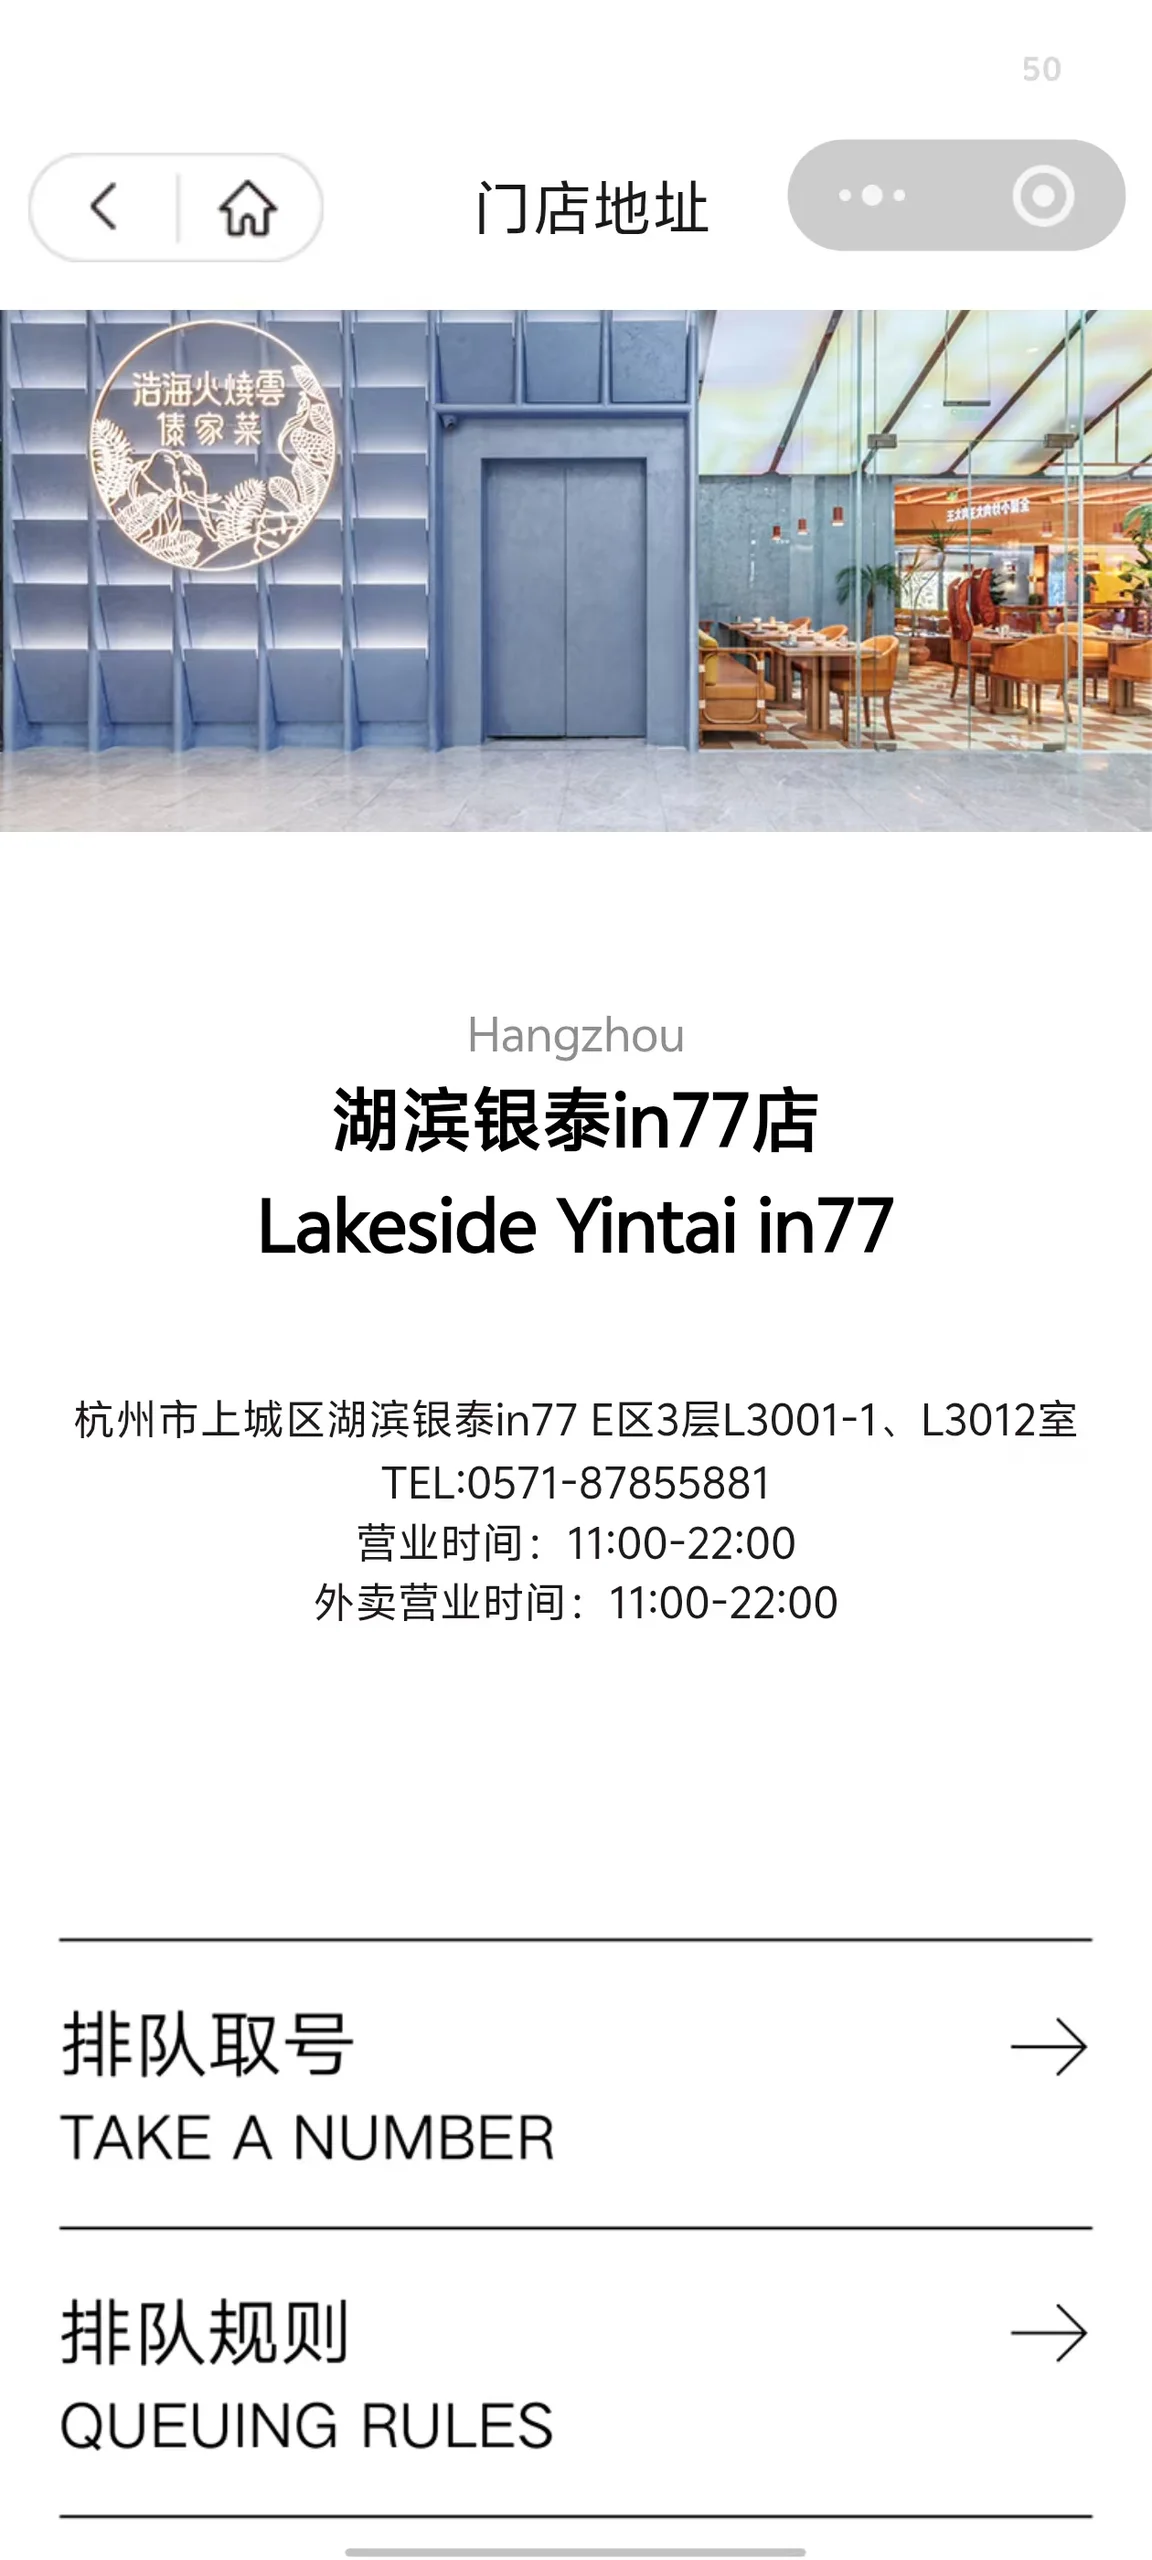 50
门店地址
浩海火燒雲
傣家菜
Hangzhou
湖滨银泰in77店
Lakeside Yintai in77
杭州市上城区湖滨银泰in77 E区3层L3001-1、L3012室
TEL:0571-87855881
营业时间：11:00-22:00
外卖营业时间：11:00-22:00
排队取号
TAKE A NUMBER
排队规则
QUEUING RULES